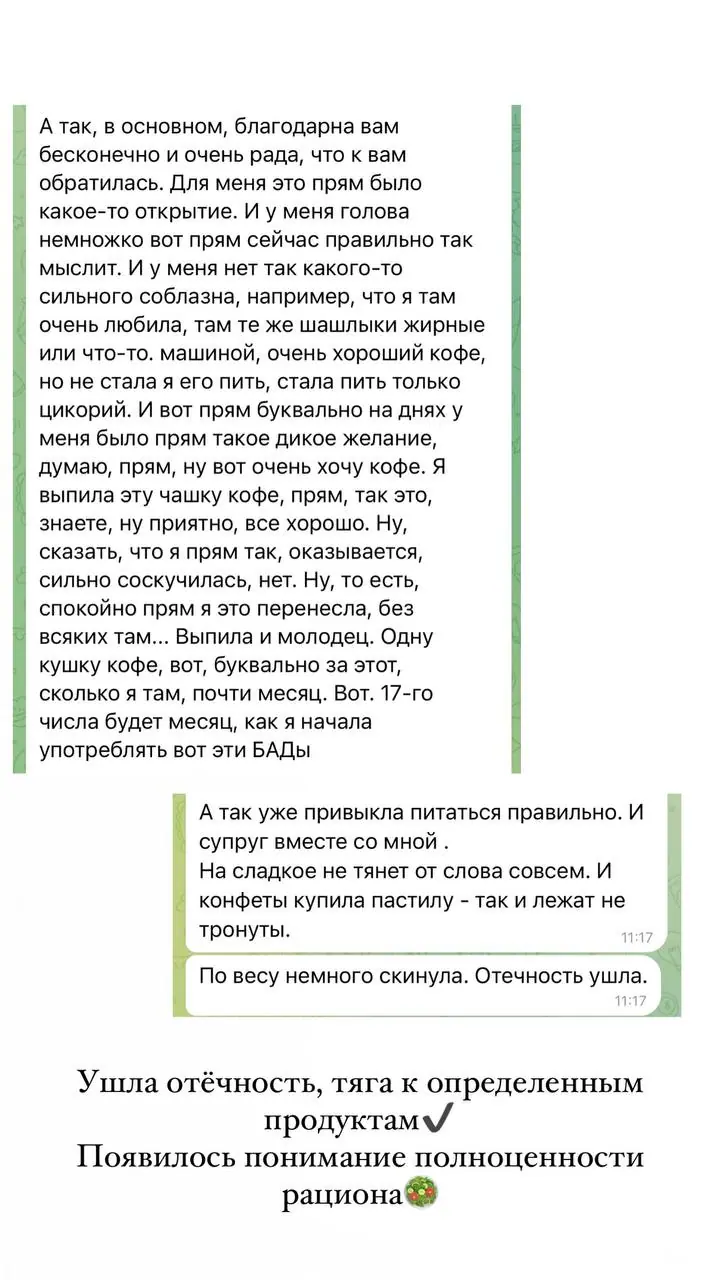 А так, в основном, благодарна вам
бесконечно и очень рада, что к вам
обратилась. Для меня это прям было
какое-то открытие. И у меня голова
немножко вот прям сейчас правильно так
мыслит. И у меня нет так какого-то
сильного соблазна, например, что я там
очень любила, там те же шашлыки жирные
или что-то. машиной, очень хороший кофе,
но не стала я его пить, стала пить только
цикорий. И вот прям буквально на днях у
меня было прям такое дикое желание,
думаю, прям, ну вот очень хочу кофе. Я
выпила эту чашку кофе, прям, так это,
знаете, ну приятно, все хорошо. Ну,
сказать, что я прям так, оказывается,
сильно соскучилась, нет. Ну, то есть,
спокойно прям я это перенесла, без
всяких там... Выпила и молодец. Одну
кушку кофе, вот, буквально за этот,
сколько я там, почти месяц. Вот. 17-го
числа будет месяц, как я начала
употреблять вот эти БАДы
А так уже привыкла питаться правильно. И
супруг вместе со мной .
На сладкое не тянет от слова совсем. И
конфеты купила пастилу - так и лежат не
тронуты.
11:17
По весу немного скинула. Отечность ушла.
11:17
Ушла отёчность, тяга к определенным
продуктам✔️
Появилось понимание полноценности
рациона🥗